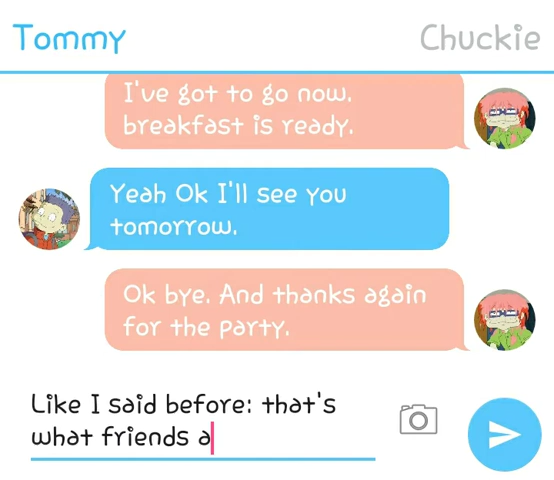 Tommy
Chuckie
I've got to go now.
breakfast is ready.
Yeah Ok I'll see you
tomorrow.
Ok bye. And thanks again
for the party.
Like I said before: that's
what friends a